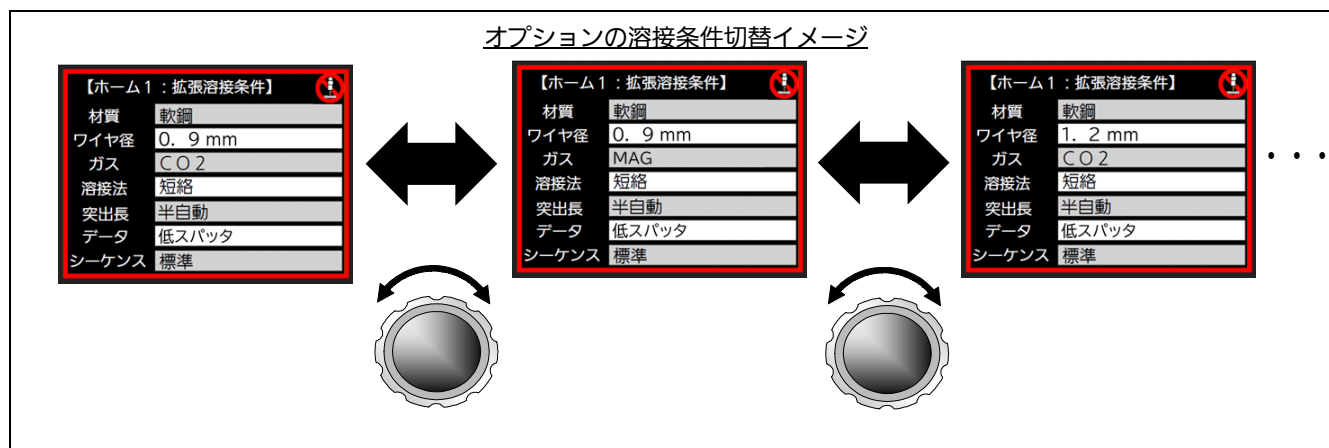 オプションの溶接条件切替イメージ
【ホーム1：拡張溶接条件】
材質 軟鋼
ワイヤ径 0．9mm
ガス CO2
溶接法 短絡
突出長 半自動
データ 低スパッタ
シーケンス 標準
【ホーム1：拡張溶接条件】
材質 軟鋼
ワイヤ径 0．9mm
ガス MAG
溶接法 短絡
突出長 半自動
データ 低スパッタ
シーケンス 標準
【ホーム1：拡張溶接条件】
材質 軟鋼
ワイヤ径 1．2mm
ガス CO2
溶接法 短絡
突出長 半自動
データ 低スパッタ
シーケンス 標準
・・・